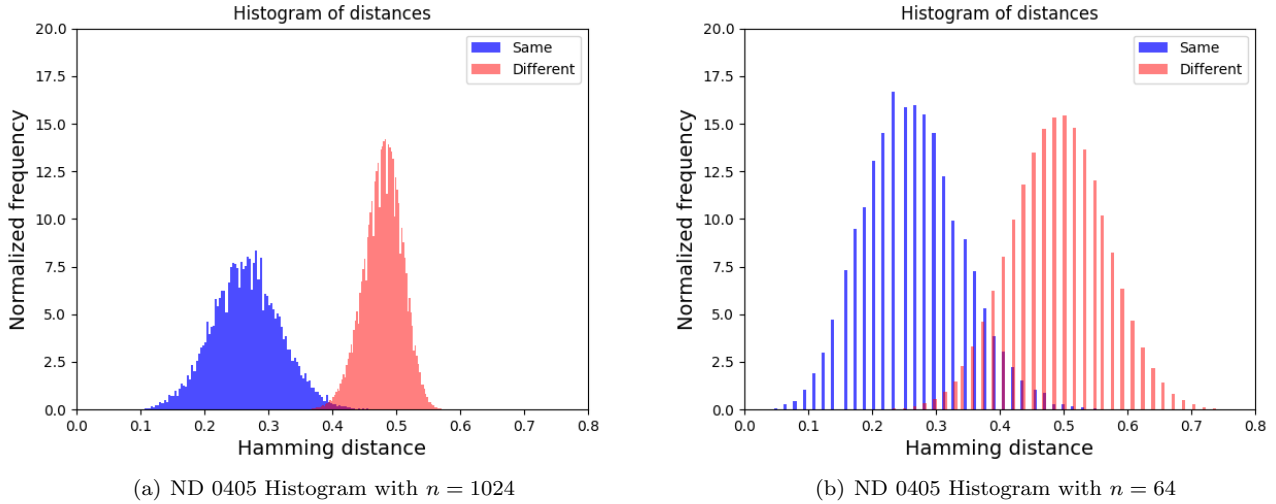 Histogram of distances
20.0
17.5
15.0
12.5
10.0
7.5
5.0
2.5
0.0
Normalized frequency
Same
Different
0.0 0.1 0.2 0.3 0.4 0.5 0.6 0.7 0.8
Hamming distance
(a) ND 0405 Histogram with n = 1024
Histogram of distances
20.0
17.5
15.0
12.5
10.0
7.5
5.0
2.5
0.0
Normalized frequency
Same
Different
0.0 0.1 0.2 0.3 0.4 0.5 0.6 0.7 0.8
Hamming distance
(b) ND 0405 Histogram with n = 64